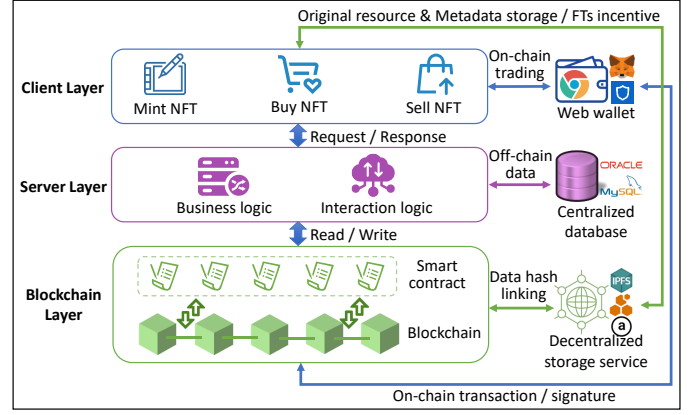 Original resource & Metadata storage / FTs incentive
Client Layer
Mint NFT
Buy NFT
Sell NFT
On-chain
trading
Web wallet
Request / Response
Server Layer
Business logic
Interaction logic
Off-chain
data
ORACLE
MySQL
Centralized
database
Read / Write
Blockchain
Layer
Smart
contract
Blockchain
Data hash
linking
IPFS
a
Decentralized
storage service
On-chain transaction / signature